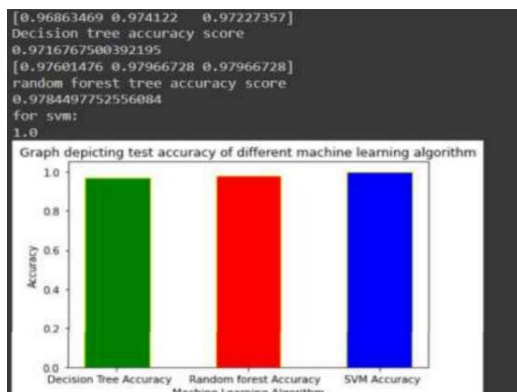 [0.96863469 0.974122   0.97227357]
Decision tree accuracy score
0.9716767500392195
[0.97601476 0.97966728 0.97966728]
random forest tree accuracy score
0.9784497752556084
for svm:
1.0
Graph depicting test accuracy of different machine learning algorithm
1.0
0.8
0.6
0.4
0.2
0.0
Accuracy
Decision Tree Accuracy Random forest Accuracy SVM Accuracy
Machine Learning Algorithm